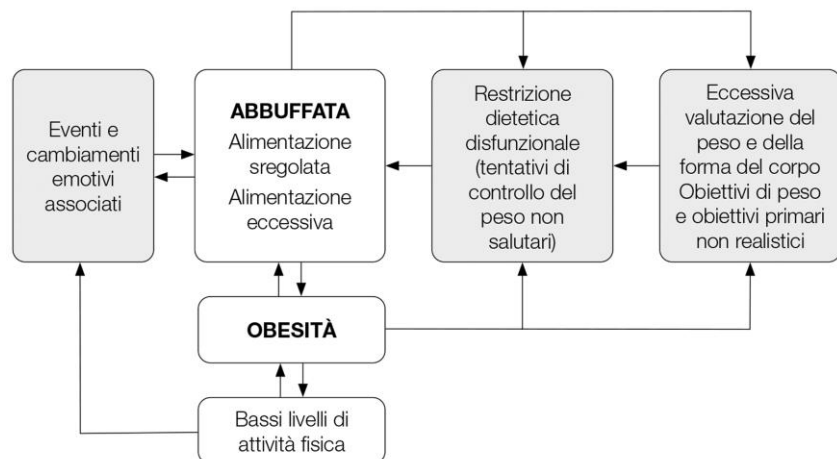 Eventi e
cambiamenti
emotivi
associati
ABBUFFATA
Alimentazione
sregolata
Alimentazione
eccessiva
Restrizione
dietetica
disfunzionale
(tentativi di
controllo del
peso non
salutari)
Eccessiva
valutazione del
peso e della
forma del corpo
Obiettivi di peso
e obiettivi primari
non realistici
OBESITÀ
Bassi livelli di
attività fisica